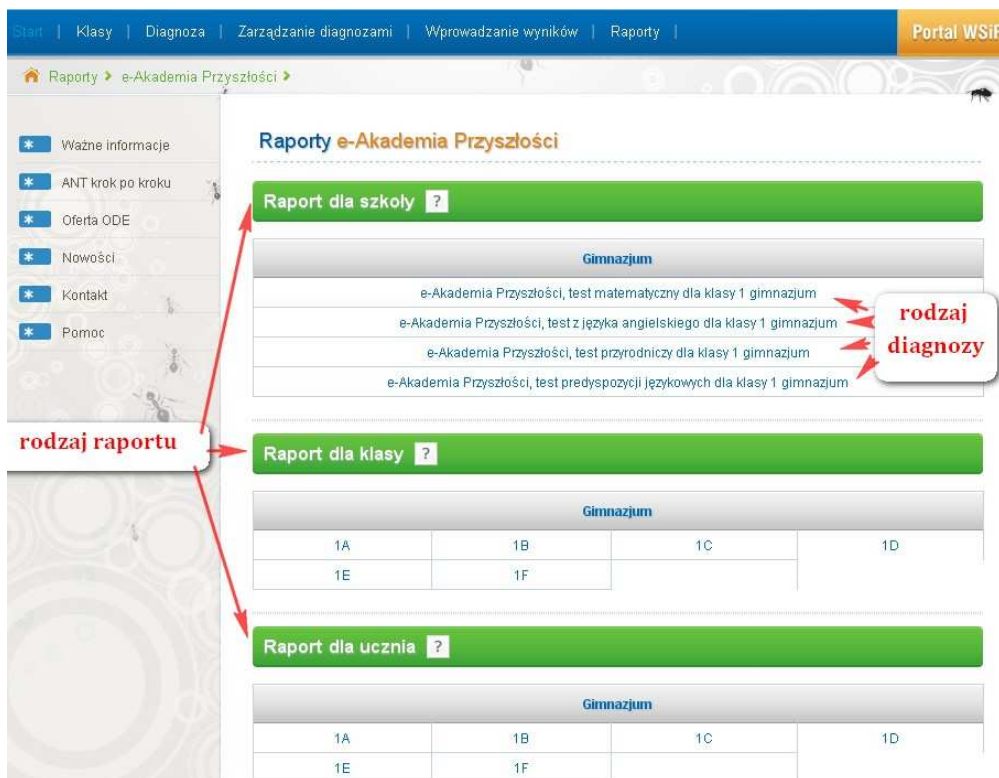 Start | Klasy | Diagnoza | Zarządzanie diagnozami | Wprowadzanie wyników | Raporty |
Portal WSiP
Raporty > e-Akademia Przyszłości >
Ważne informacje
ANT krok po kroku
Oferta ODE
Nowości
Kontakt
Pomoc
Raporty e-Akademia Przyszłości
Raport dla szkoły ?
Gimnazjum
e-Akademia Przyszłości, test matematyczny dla klasy 1 gimnazjum
e-Akademia Przyszłości, test z języka angielskiego dla klasy 1 gimnazjum
e-Akademia Przyszłości, test przyrodniczy dla klasy 1 gimnazjum
e-Akademia Przyszłości, test predyspozycji językowych dla klasy 1 gimnazjum
rodzaj
diagnozy
rodzaj raportu
Raport dla klasy ?
Gimnazjum
1A 1B 1C 1D
1E 1F
Raport dla ucznia ?
Gimnazjum
1A 1B 1C 1D
1E 1F